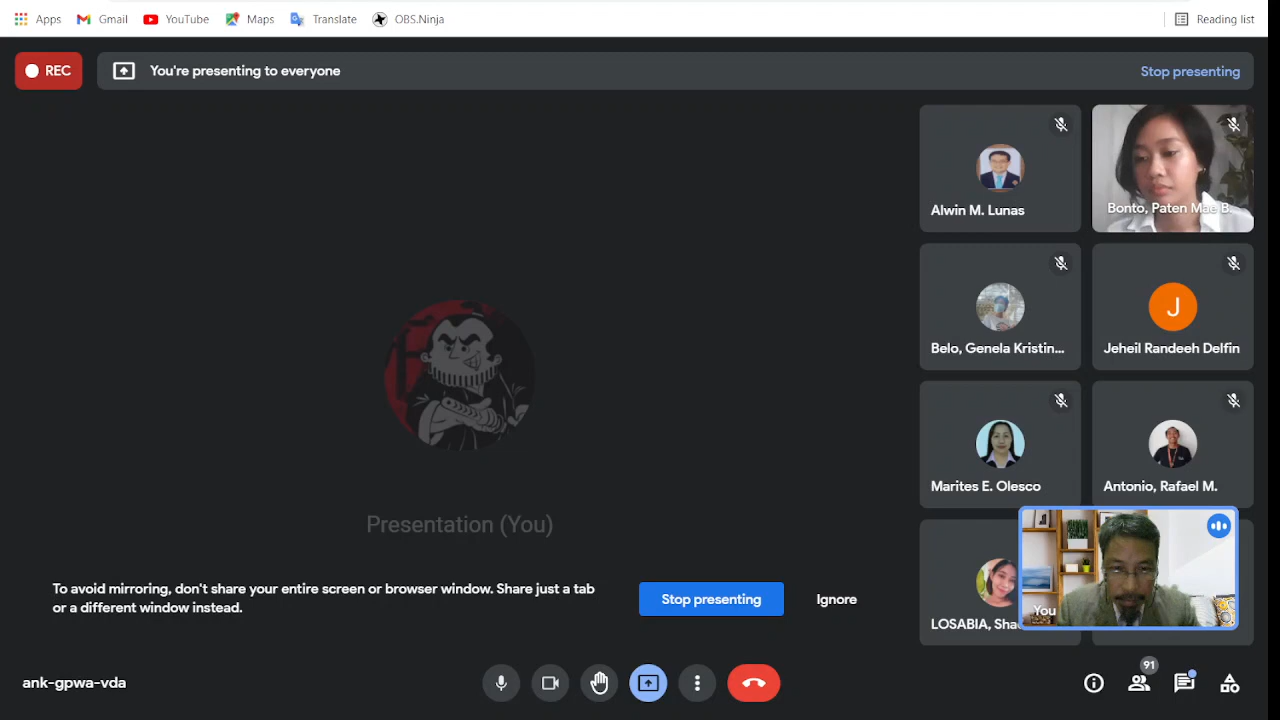 Apps Gmail YouTube Maps Translate OBS.Ninja Reading list
REC You're presenting to everyone Stop presenting
Alwin M. Lunas
Bonto, Paten Mae B.
Belo, Genela Kristin...
J
Jeheil Randeeh Delfin
Marites E. Olesco
Antonio, Rafael M.
Presentation (You)
To avoid mirroring, don't share your entire screen or browser window. Share just a tab
or a different window instead.
Stop presenting Ignore
You
LOSABIA,
ank-gpwa-vda
91